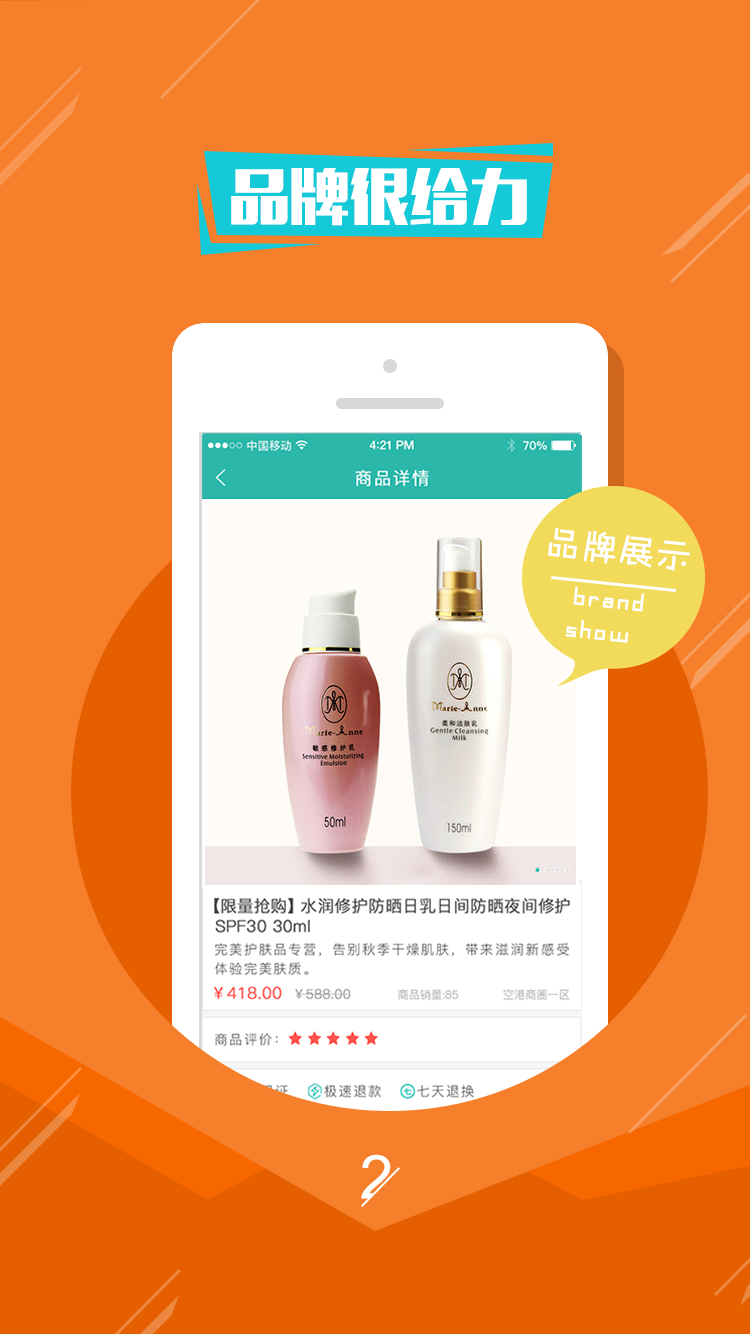 品牌很给力
中国移动 4:21 PM 70%
商品详情
品牌展示
brand
show
Marie-Anne
敏感修护乳
Sensitive Moisturizing
Emulsion
50ml
Marie-Anne
柔和洁肤乳
Gentle Cleansing
Milk
150ml
【限量抢购】水润修护防晒日乳日间防晒夜间修护
SPF30 30ml
完美护肤品专营，告别秋季干燥肌肤，带来滋润新感受
体验完美肤质。
¥418.00 ¥588.00 商品销量:85 空港商圈一区
商品评价：
证 极速退款 七天退换
2